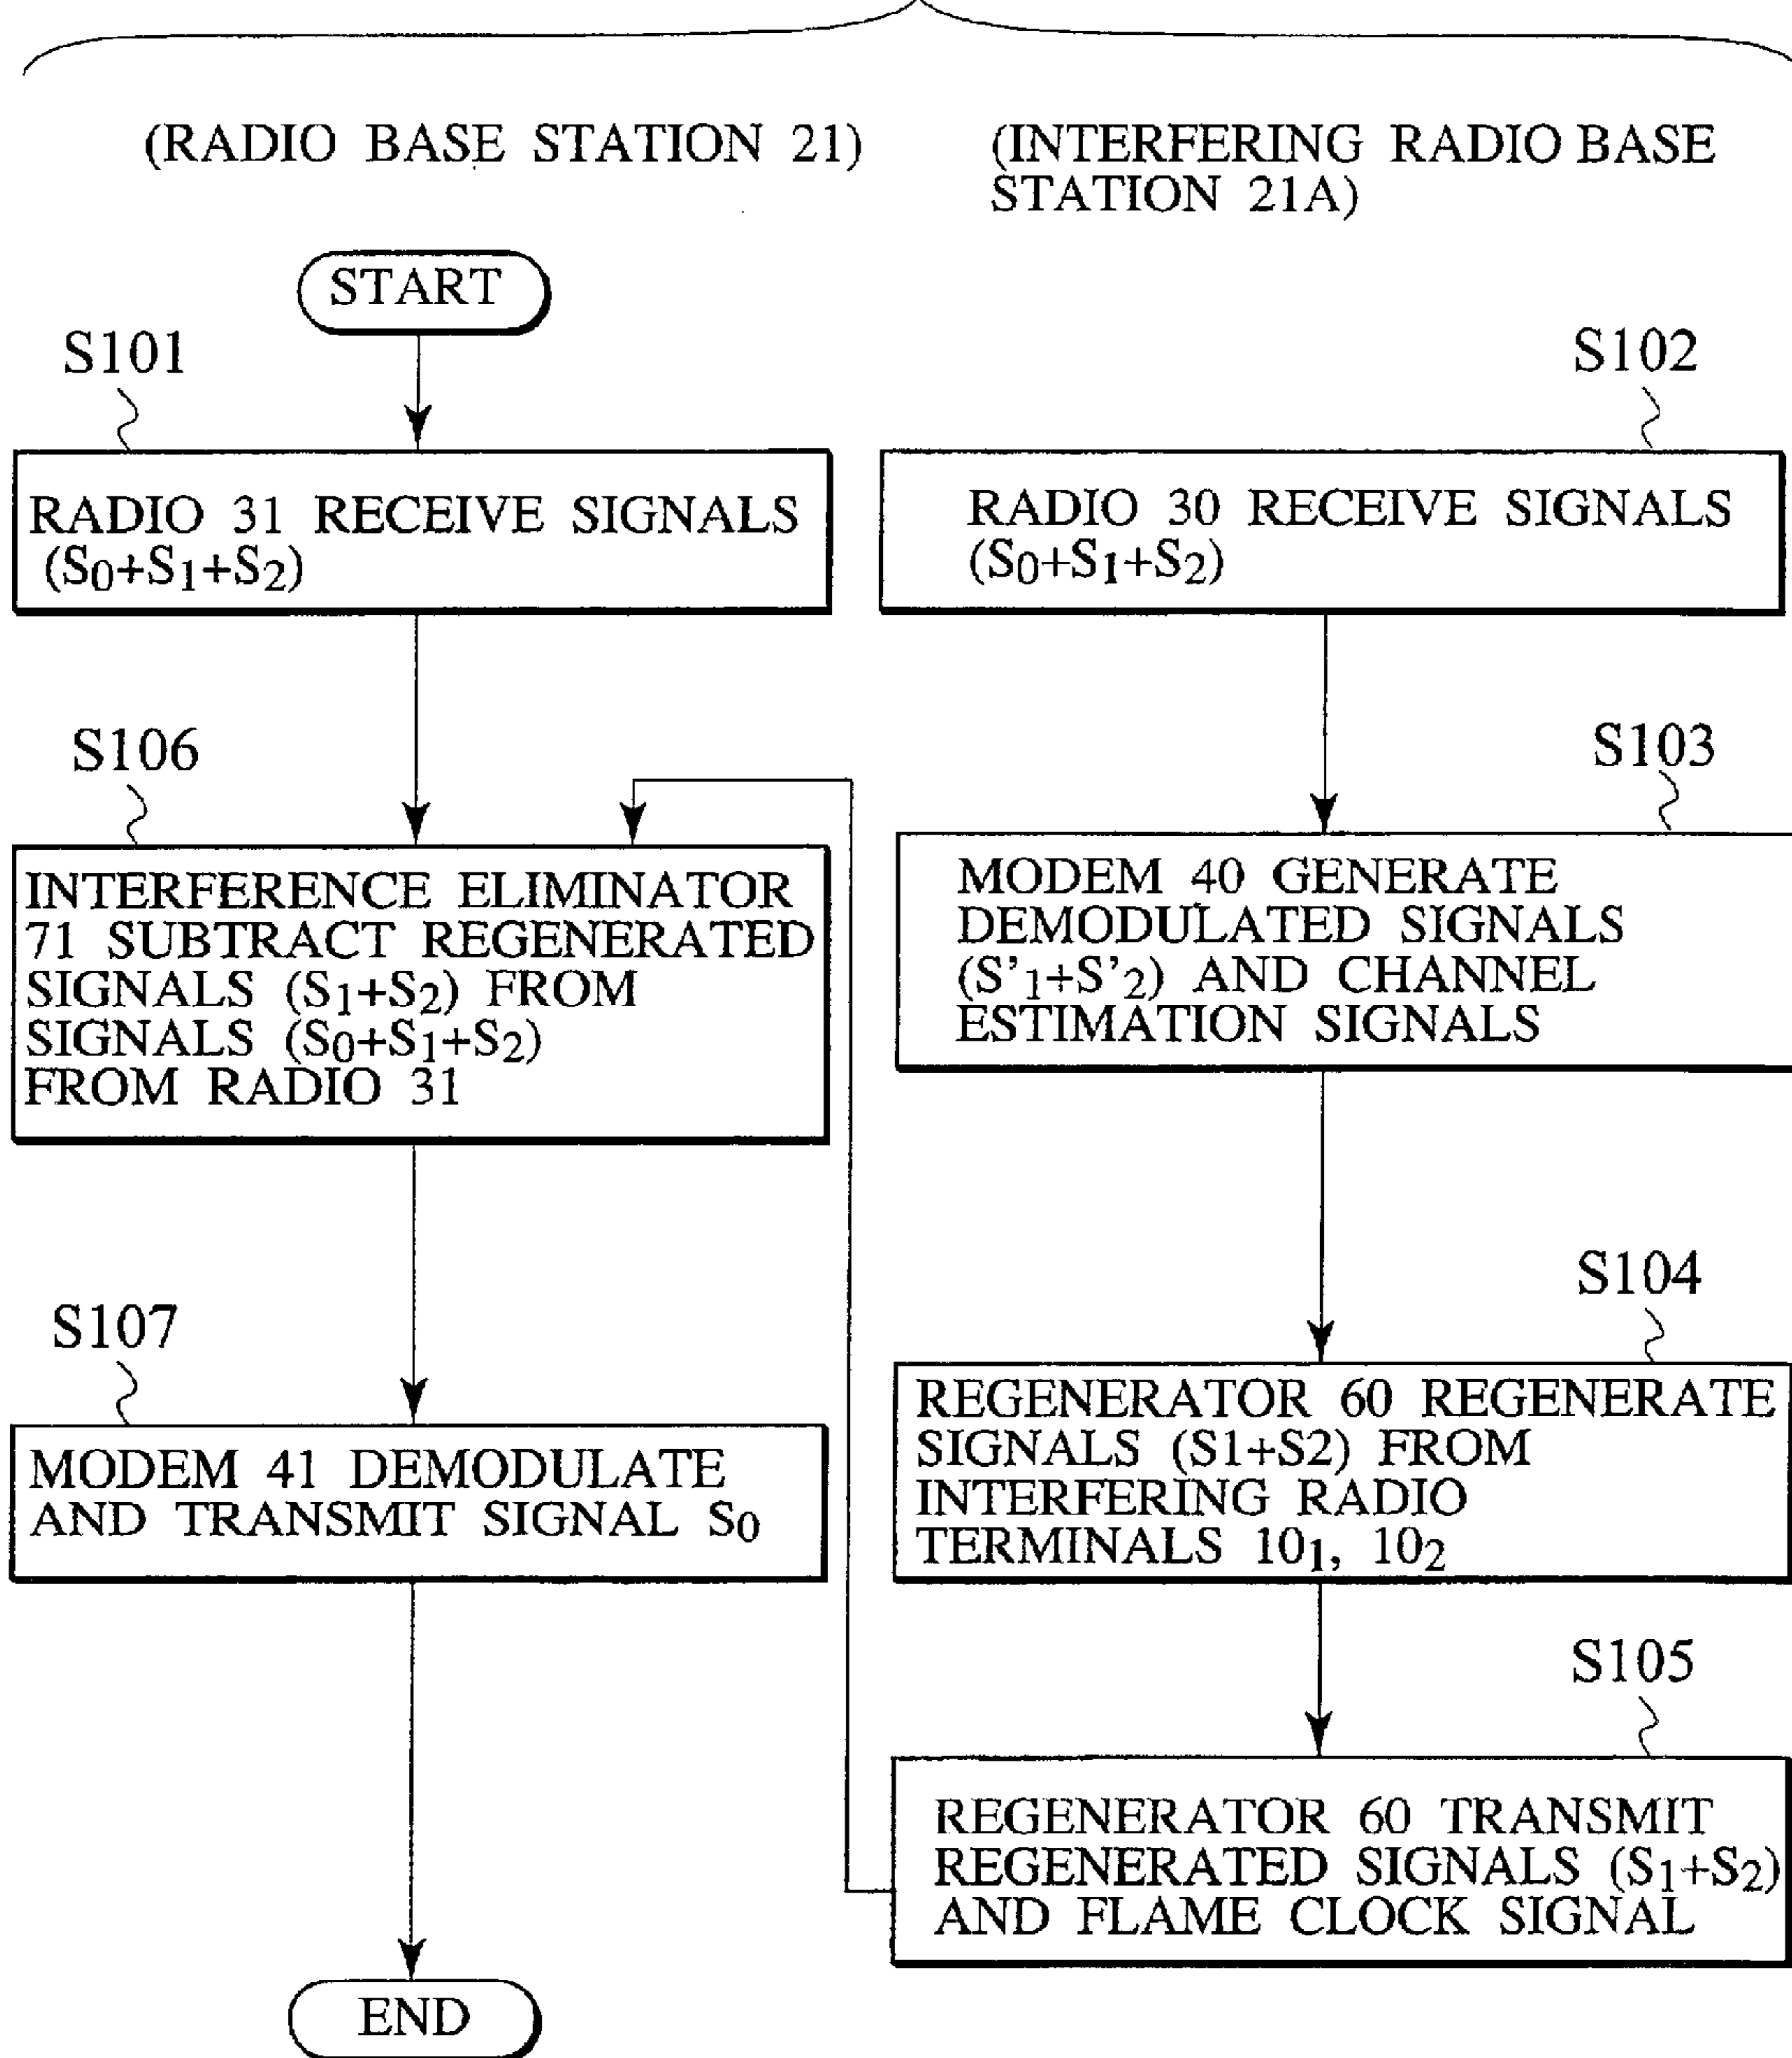 (RADIO BASE STATION 21)
(INTERFERING RADIO BASE
STATION 21A)
START
S101
RADIO 31 RECEIVE SIGNALS
(S0+S1+S2)
S102
RADIO 30 RECEIVE SIGNALS
(S0+S1+S2)
S106
INTERFERENCE ELIMINATOR
71 SUBTRACT REGENERATED
SIGNALS (S1+S2) FROM
SIGNALS (S0+S1+S2)
FROM RADIO 31
S103
MODEM 40 GENERATE
DEMODULATED SIGNALS
(S'1+S'2) AND CHANNEL
ESTIMATION SIGNALS
S107
MODEM 41 DEMODULATE
AND TRANSMIT SIGNAL S0
S104
REGENERATOR 60 REGENERATE
SIGNALS (S1+S2) FROM
INTERFERING RADIO
TERMINALS 101, 102
S105
REGENERATOR 60 TRANSMIT
REGENERATED SIGNALS (S1+S2)
AND FLAME CLOCK SIGNAL
END